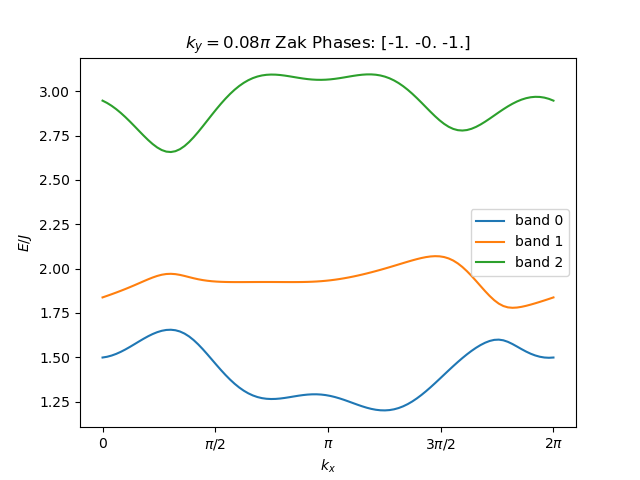 k_y = 0.08π Zak Phases: [-1. -0. -1.]
3.00
2.75
2.50
2.25
2.00
1.75
1.50
1.25
E/J
band 0
band 1
band 2
0
π/2
π
3π/2
2π
k_x